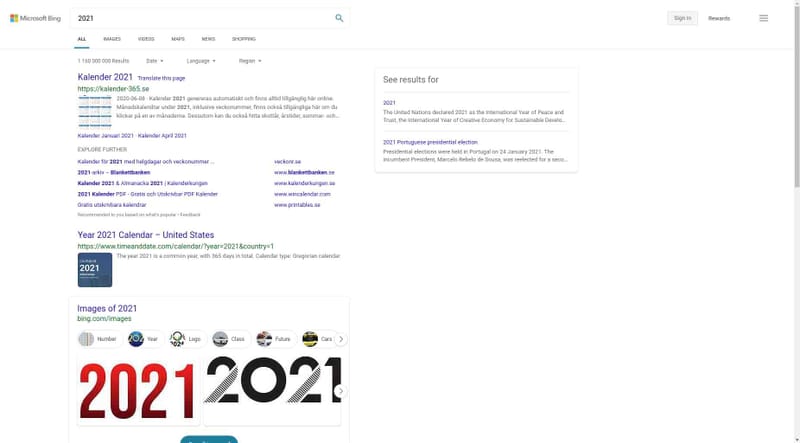 Microsoft Bing
2021
Sign in
Rewards
ALL IMAGES VIDEOS MAPS NEWS SHOPPING
1 160 000 000 Results Date Language Region
Kalender 2021 Translate this page
https://kalender-365.se
2020-06-08 · Kalender 2021 genereras automatiskt och finns alltid tillgänglig här online.
Månadskalendrar under 2021, inklusive veckonummer, finns också tillgängliga här om du
klickar på en av månaderna. Dessutom kan du också hitta skottår, årstider, sommar- och...
Kalender Januari 2021 · Kalender April 2021
EXPLORE FURTHER
Kalender för 2021 med helgdagar och veckonummer ... veckonr.se
2021-arkiv – Blankettbanken www.blankettbanken.se
Kalender 2021 & Almanacka 2021 | Kalenderkungen www.kalenderkungen.se
2021 Kalender PDF - Gratis och Utskrivbar PDF Kalender www.wincalendar.com
Gratis utskrivbara kalendrar www.printables.se
Recommended to you based on what's popular • Feedback
Year 2021 Calendar – United States
https://www.timeanddate.com/calendar/?year=2021&country=1
2021
The year 2021 is a common year, with 365 days in total. Calendar type: Gregorian calendar
Images of 2021
bing.com/images
Number Year Logo Class Future Cars
2021 2021
See results for
2021
The United Nations declared 2021 as the International Year of Peace and
Trust, the International Year of Creative Economy for Sustainable Develo...
2021 Portuguese presidential election
Presidential elections were held in Portugal on 24 January 2021. The
incumbent President, Marcelo Rebelo de Sousa, was reelected for a seco...